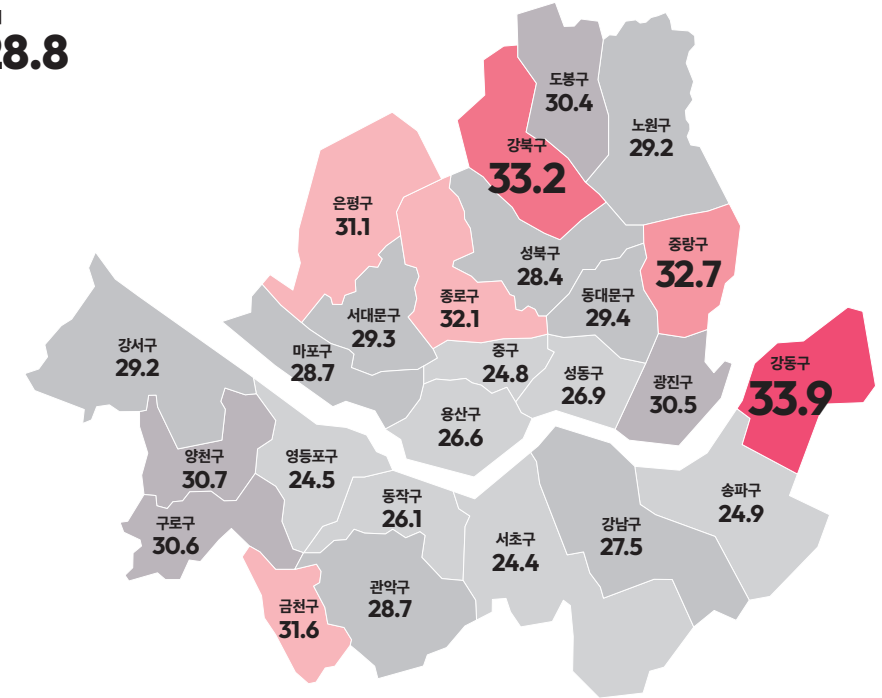 28.8
도봉구
30.4
노원구
29.2
강북구
33.2
은평구
31.1
중랑구
32.7
성북구
28.4
종로구
32.1
동대문구
29.4
서대문구
29.3
강서구
29.2
마포구
28.7
중구
24.8
성동구
26.9
광진구
30.5
강동구
33.9
용산구
26.6
양천구
30.7
영등포구
24.5
동작구
26.1
송파구
24.9
구로구
30.6
서초구
24.4
강남구
27.5
관악구
28.7
금천구
31.6